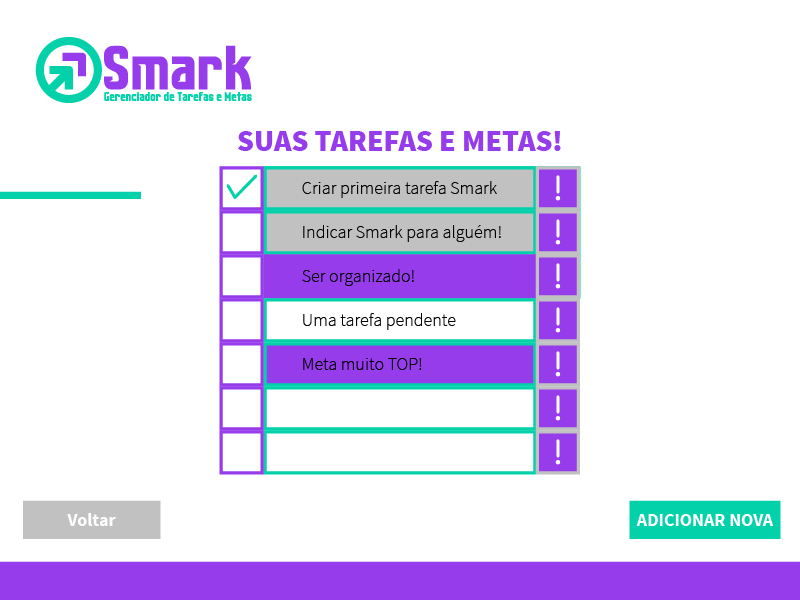 Smark
Gerenciador de Tarefas e Metas
SUAS TAREFAS E METAS!
Criar primeira tarefa Smark !
Indicar Smark para alguém! !
Ser organizado! !
Uma tarefa pendente !
Meta muito TOP! !
!
!
Voltar
ADICIONAR NOVA